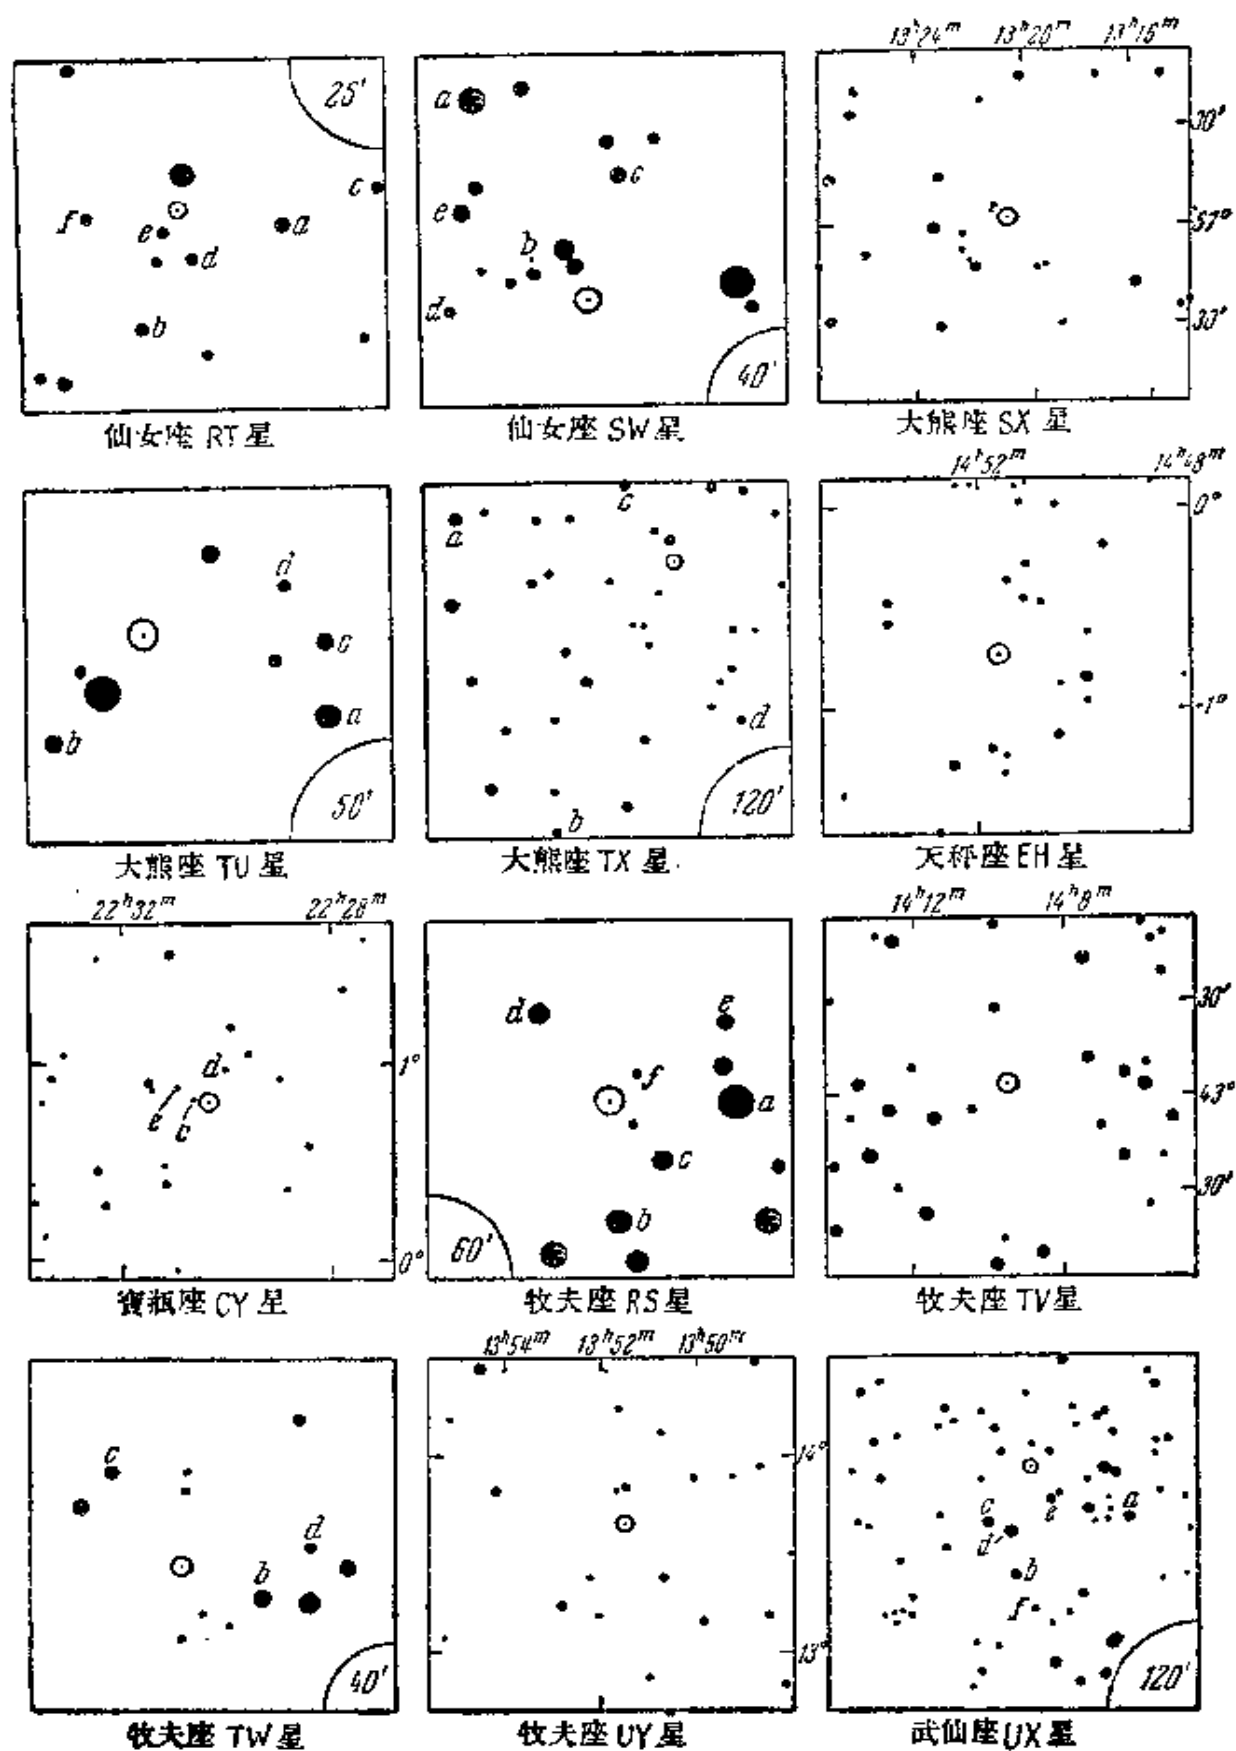 13ʰ24ᵐ 13ʰ20ᵐ 13ʰ16ᵐ
25′
c
f
e
a
d
b
仙女座 RT 星
a
c
e
b
d
40′
仙女座 SW 星
30′
57°
30′
大熊座 SX 星
d
c
a
b
50′
大熊座 TU 星
c
a
d
120′
b
大熊座 TX 星
14ʰ52ᵐ 14ʰ48ᵐ
0°
-1°
天秤座 EH 星
22ʰ32ᵐ 22ʰ28ᵐ
d
1°
e
c
0°
寶瓶座 CY 星
d
e
f
a
c
b
60′
牧夫座 RS 星
14ʰ12ᵐ 14ʰ8ᵐ
30′
43°
30′
牧夫座 TV 星
c
d
b
40′
牧夫座 TW 星
13ʰ54ᵐ 13ʰ52ᵐ 13ʰ50ᵐ
14°
13°
牧夫座 UY 星
c
e
a
d
b
f
120′
武仙座 UX 星